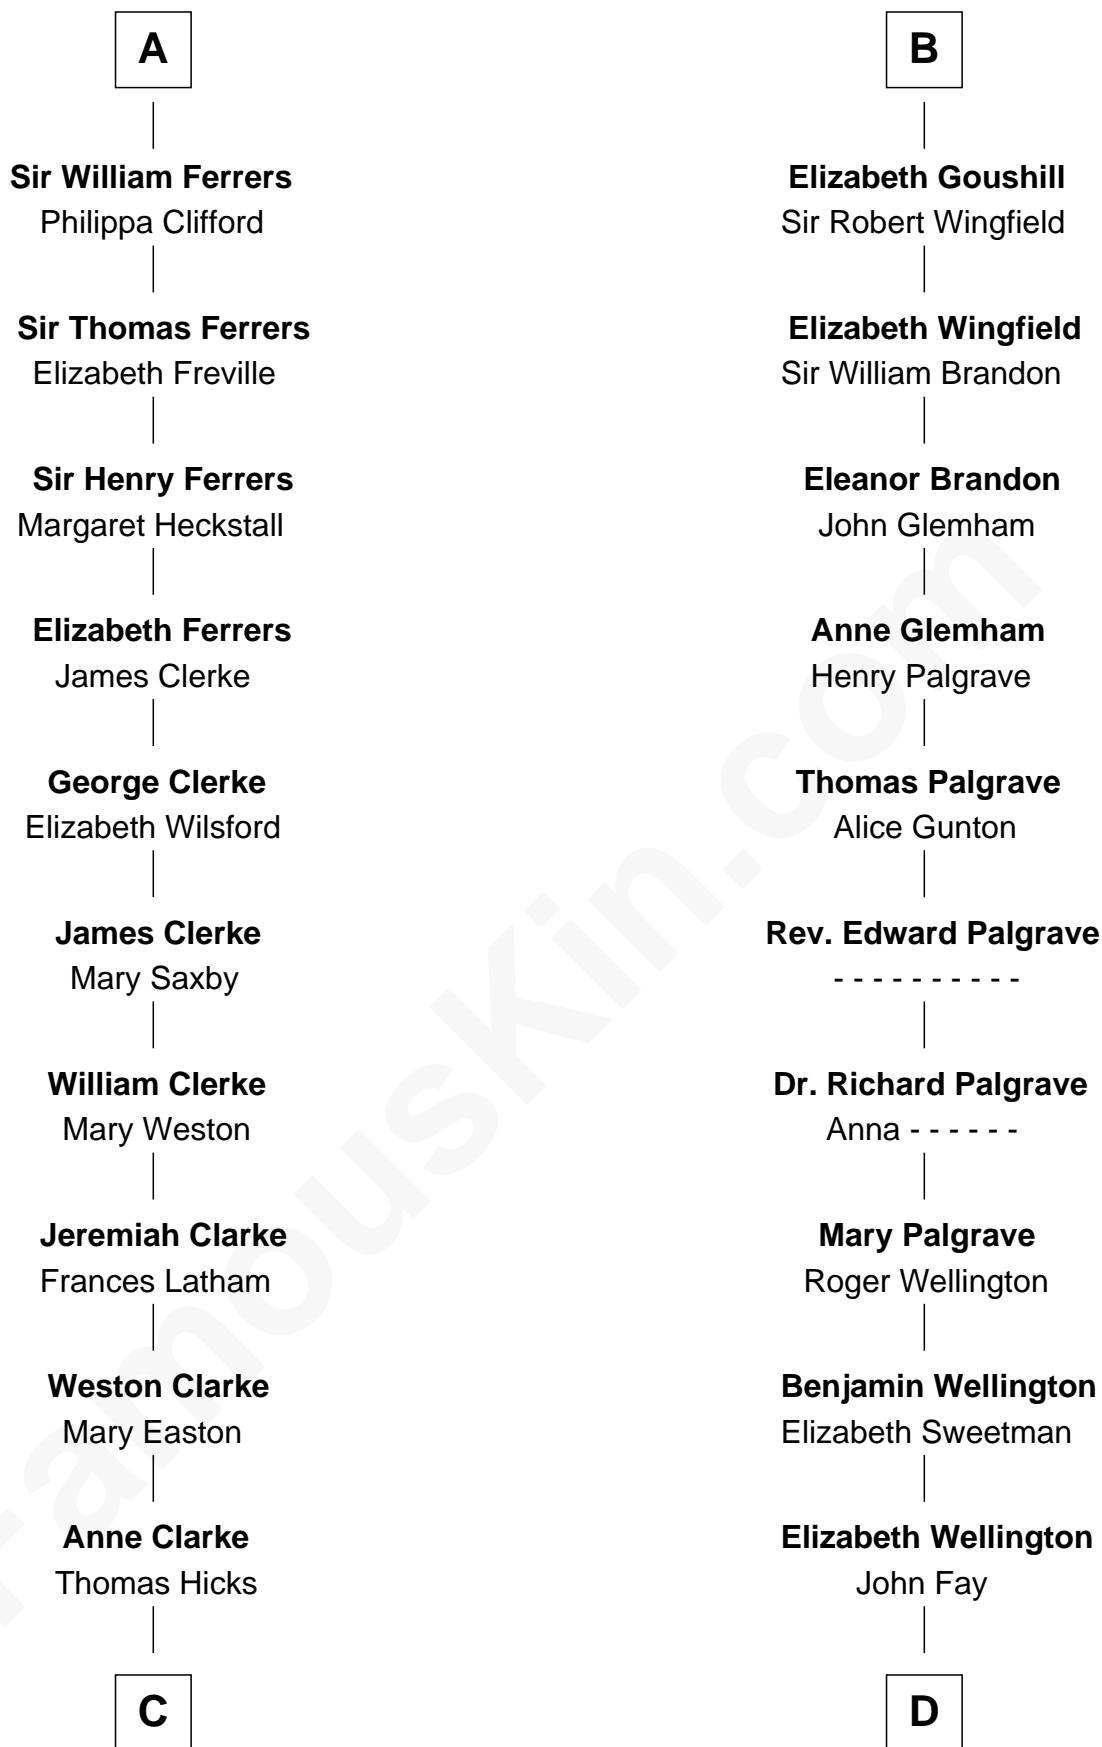 A
Sir William Ferrers
Philippa Clifford
Sir Thomas Ferrers
Elizabeth Freville
Sir Henry Ferrers
Margaret Heckstall
Elizabeth Ferrers
James Clerke
George Clerke
Elizabeth Wilsford
James Clerke
Mary Saxby
William Clerke
Mary Weston
Jeremiah Clarke
Frances Latham
Weston Clarke
Mary Easton
Anne Clarke
Thomas Hicks
C
B
Elizabeth Goushill
Sir Robert Wingfield
Elizabeth Wingfield
Sir William Brandon
Eleanor Brandon
John Glemham
Anne Glemham
Henry Palgrave
Thomas Palgrave
Alice Gunton
Rev. Edward Palgrave
- - - - - - - - - -
Dr. Richard Palgrave
Anna - - - - - -
Mary Palgrave
Roger Wellington
Benjamin Wellington
Elizabeth Sweetman
Elizabeth Wellington
John Fay
D
FamousKin.com